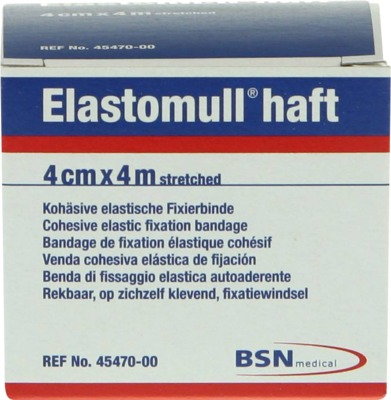 REF No. 45470-00
Elastomull® haft
4 cm x 4 m stretched
Kohäsive elastische Fixierbinde
Cohesive elastic fixation bandage
Bandage de fixation élastique cohésif
Venda cohesiva elástica de fijación
Benda di fissaggio elastica autoaderente
Rekbaar, op zichzelf klevend, fixatiewindsel
REF No. 45470-00
BSN medical